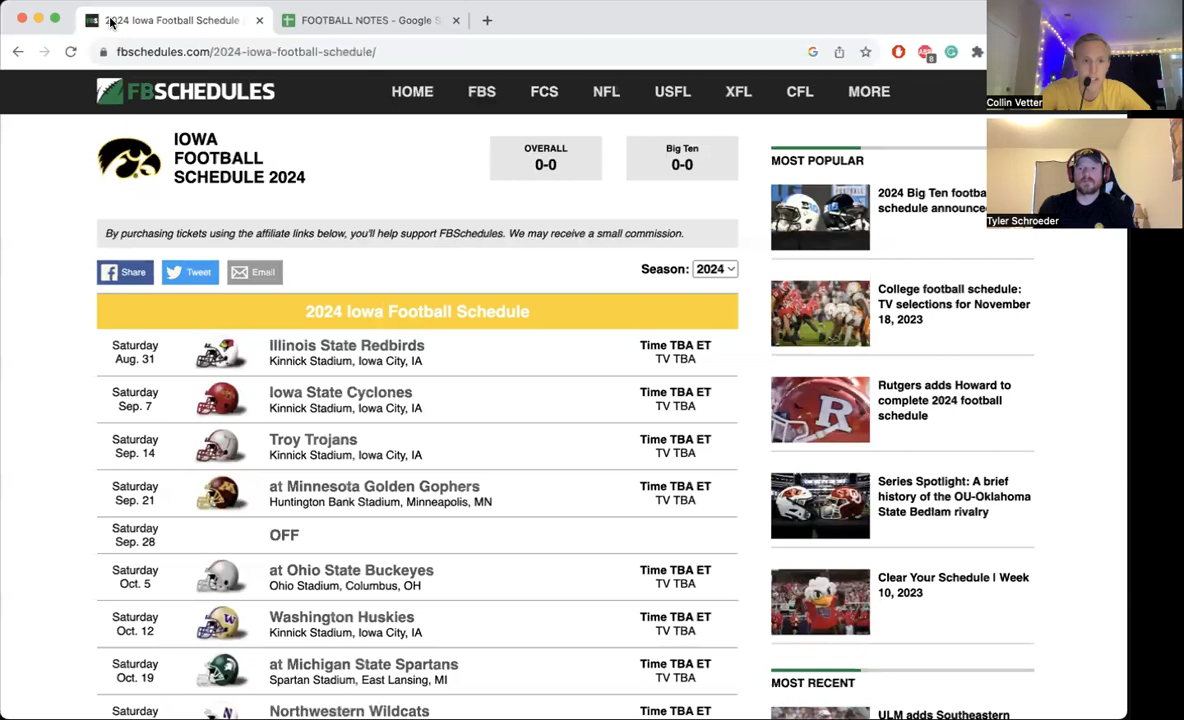 2024 Iowa Football Schedule
FOOTBALL NOTES - Google S
fbschedules.com/2024-iowa-football-schedule/
8
Collin Vetter
Tyler Schroeder
FBSCHEDULES
HOME FBS FCS NFL USFL XFL CFL MORE
IOWA
FOOTBALL
SCHEDULE 2024
OVERALL
0-0
Big Ten
0-0
By purchasing tickets using the affiliate links below, you'll help support FBSchedules. We may receive a small commission.
Share Tweet Email
Season: 2024
2024 Iowa Football Schedule
Saturday
Aug. 31
Illinois State Redbirds
Kinnick Stadium, Iowa City, IA
Time TBA ET
TV TBA
Saturday
Sep. 7
Iowa State Cyclones
Kinnick Stadium, Iowa City, IA
Time TBA ET
TV TBA
Saturday
Sep. 14
Troy Trojans
Kinnick Stadium, Iowa City, IA
Time TBA ET
TV TBA
Saturday
Sep. 21
at Minnesota Golden Gophers
Huntington Bank Stadium, Minneapolis, MN
Time TBA ET
TV TBA
Saturday
Sep. 28
OFF
Saturday
Oct. 5
at Ohio State Buckeyes
Ohio Stadium, Columbus, OH
Time TBA ET
TV TBA
Saturday
Oct. 12
Washington Huskies
Kinnick Stadium, Iowa City, IA
Time TBA ET
TV TBA
Saturday
Oct. 19
at Michigan State Spartans
Spartan Stadium, East Lansing, MI
Time TBA ET
TV TBA
Saturday
Northwestern Wildcats
Time TBA ET
MOST POPULAR
2024 Big Ten footba
schedule announce
College football schedule:
TV selections for November
18, 2023
Rutgers adds Howard to
complete 2024 football
schedule
Series Spotlight: A brief
history of the OU-Oklahoma
State Bedlam rivalry
Clear Your Schedule | Week
10, 2023
MOST RECENT
ULM adds Southeastern